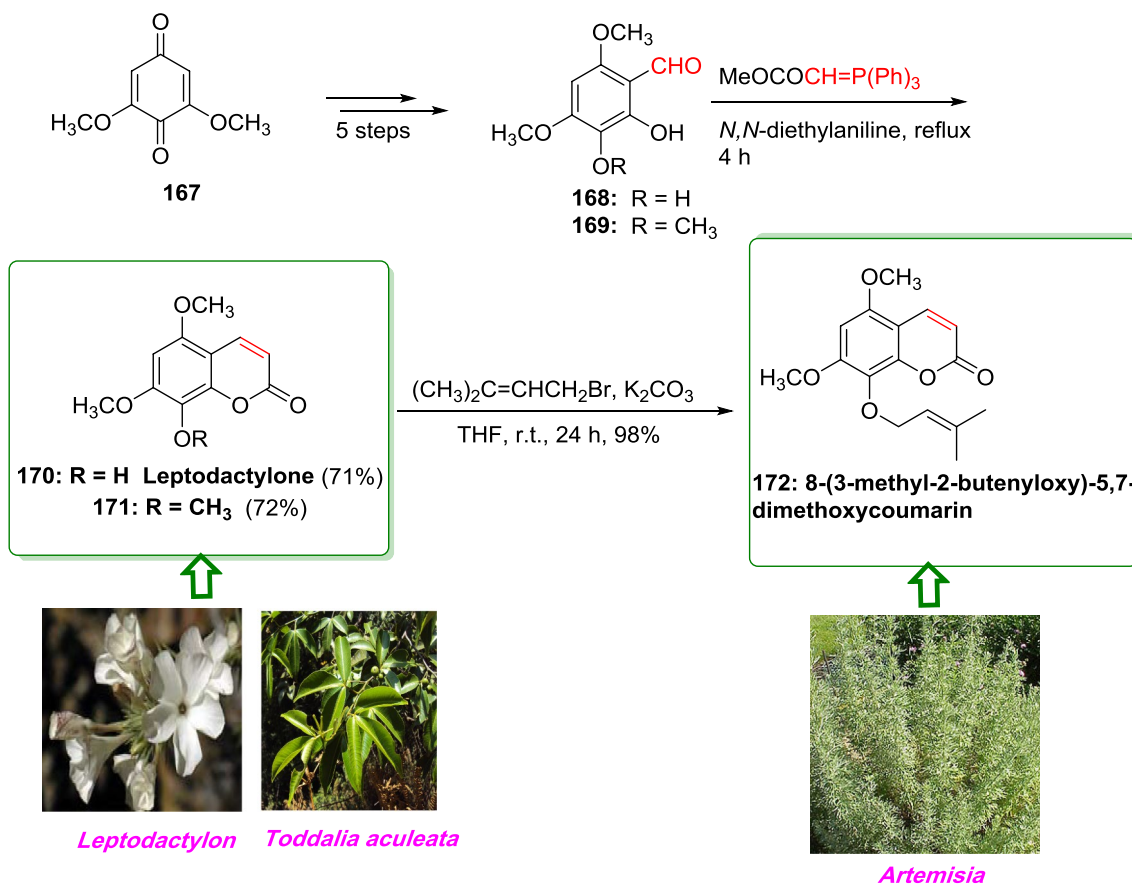 O
H3CO
OCH3
O
167
5 steps
OCH3
CHO
H3CO
OH
OR
168: R = H
169: R = CH3
MeOCOCH=P(Ph)3
N,N-diethylaniline, reflux
4 h
OCH3
H3CO
O
O
OR
170: R = H Leptodactylone (71%)
171: R = CH3 (72%)
(CH3)2C=CHCH2Br, K2CO3
THF, r.t., 24 h, 98%
OCH3
H3CO
O
O
O
172: 8-(3-methyl-2-butenyloxy)-5,7-
dimethoxycoumarin
Leptodactylon
Toddalia aculeata
Artemisia